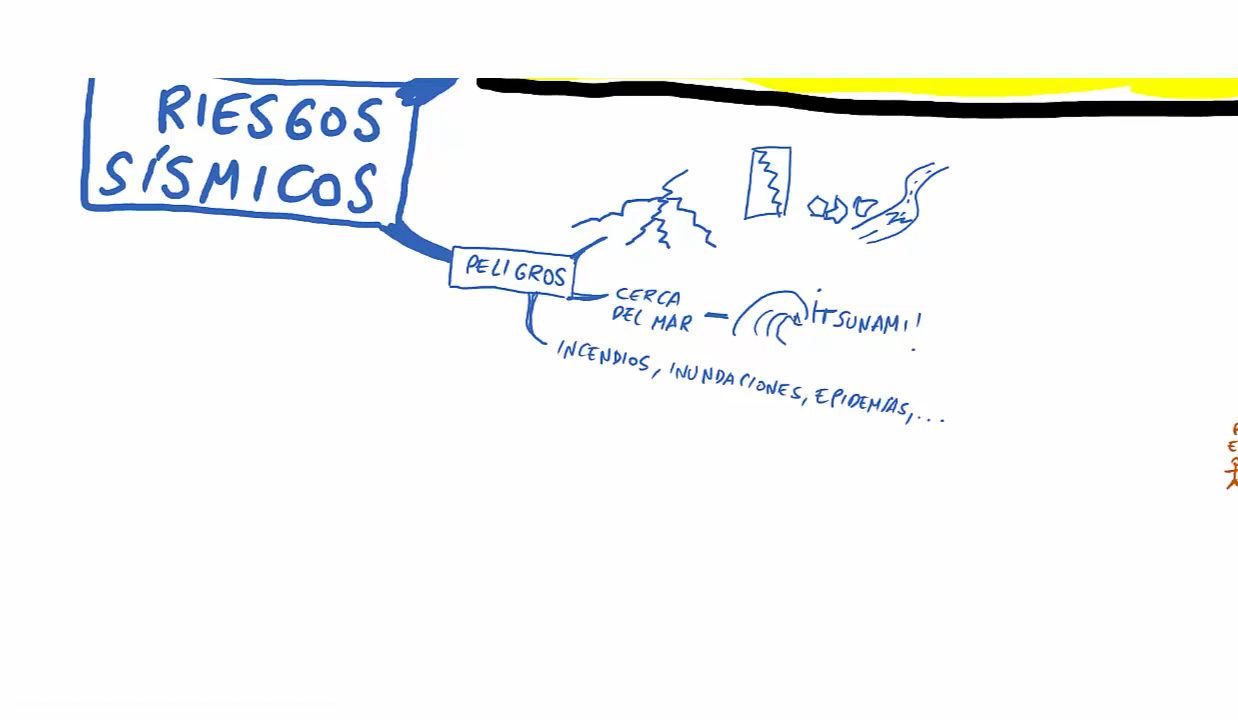 RIESGOS
SÍSMICOS
PELIGROS
CERCA
DEL MAR
¡TSUNAMI!
INCENDIOS, INUNDACIONES, EPIDEMIAS,...